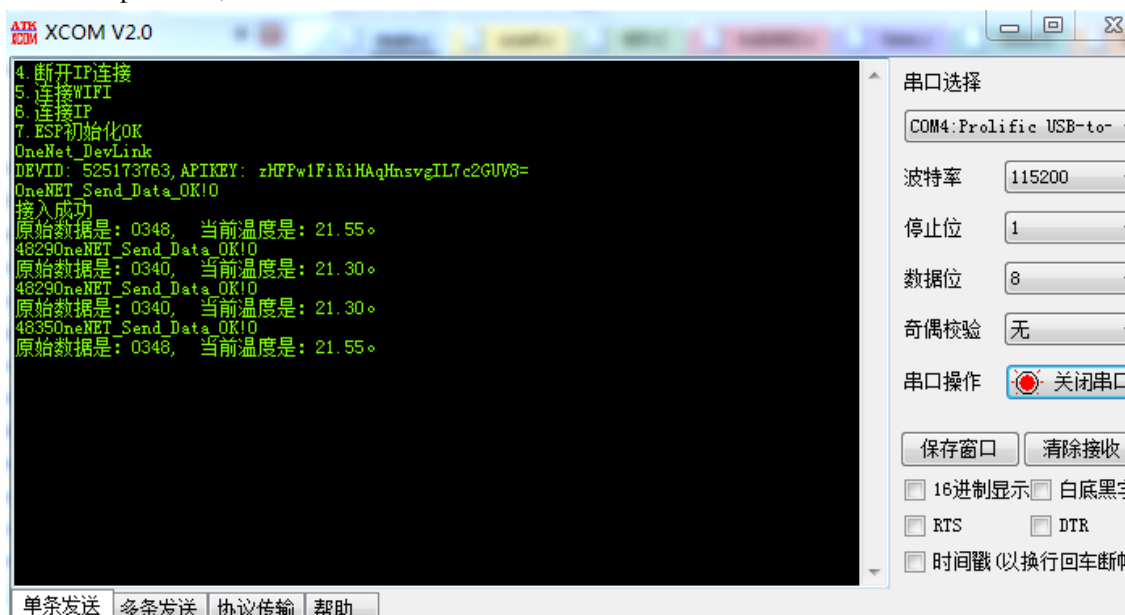 ATK XCOM XCOM V2.0
4.断开IP连接
5.连接WIFI
6.连接IP
7.ESP初始化OK
OneNet_DevLink
DEVID: 525173763,APIKEY: zHFPw1FiRiHAqHnsvgIL7c2GUV8=
OneNET_Send_Data_OK!0
接入成功
原始数据是: 0348, 当前温度是: 21.55。
4829OneNET_Send_Data_OK!0
原始数据是: 0340, 当前温度是: 21.30。
4829OneNET_Send_Data_OK!0
原始数据是: 0340, 当前温度是: 21.30。
4835OneNET_Send_Data_OK!0
原始数据是: 0348, 当前温度是: 21.55。
串口选择
COM4:Prolific USB-to-
波特率 115200
停止位 1
数据位 8
奇偶校验 无
串口操作 关闭串口
保存窗口 清除接收
16进制显示 白底黑字
RTS DTR
时间戳(以换行回车断帧
单条发送 多条发送 协议传输 帮助